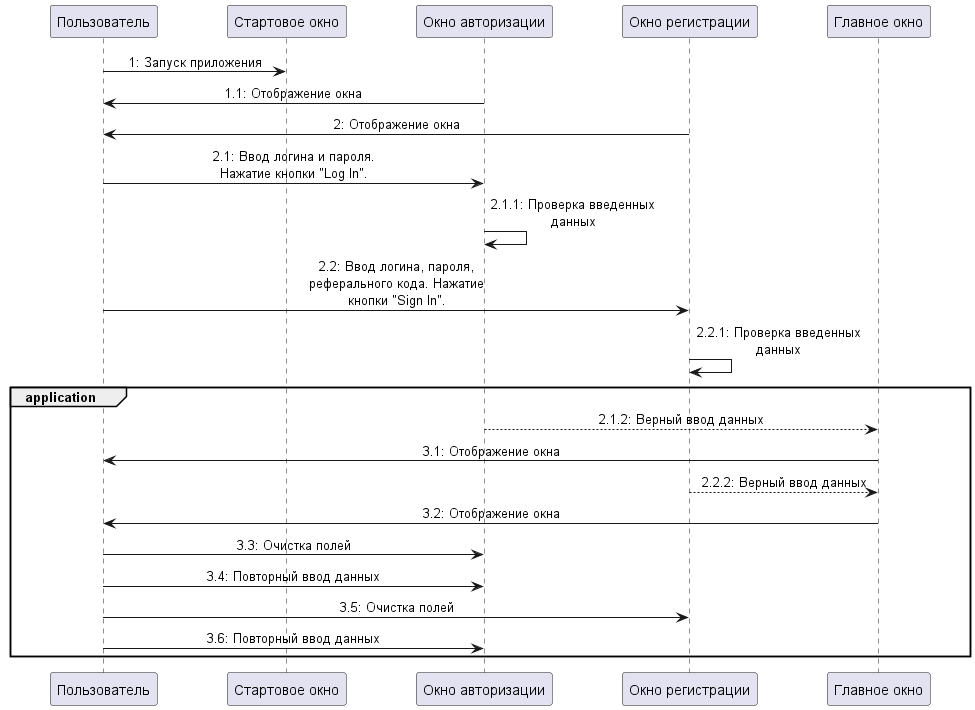 Пользователь
Стартовое окно
Окно авторизации
Окно регистрации
Главное окно
1: Запуск приложения
1.1: Отображение окна
2: Отображение окна
2.1: Ввод логина и пароля.
Нажатие кнопки "Log In".
2.1.1: Проверка введенных
данных
2.2: Ввод логина, пароля,
реферального кода. Нажатие
кнопки "Sign In".
2.2.1: Проверка введенных
данных
application
2.1.2: Верный ввод данных
3.1: Отображение окна
2.2.2: Верный ввод данных
3.2: Отображение окна
3.3: Очистка полей
3.4: Повторный ввод данных
3.5: Очистка полей
3.6: Повторный ввод данных
Пользователь
Стартовое окно
Окно авторизации
Окно регистрации
Главное окно